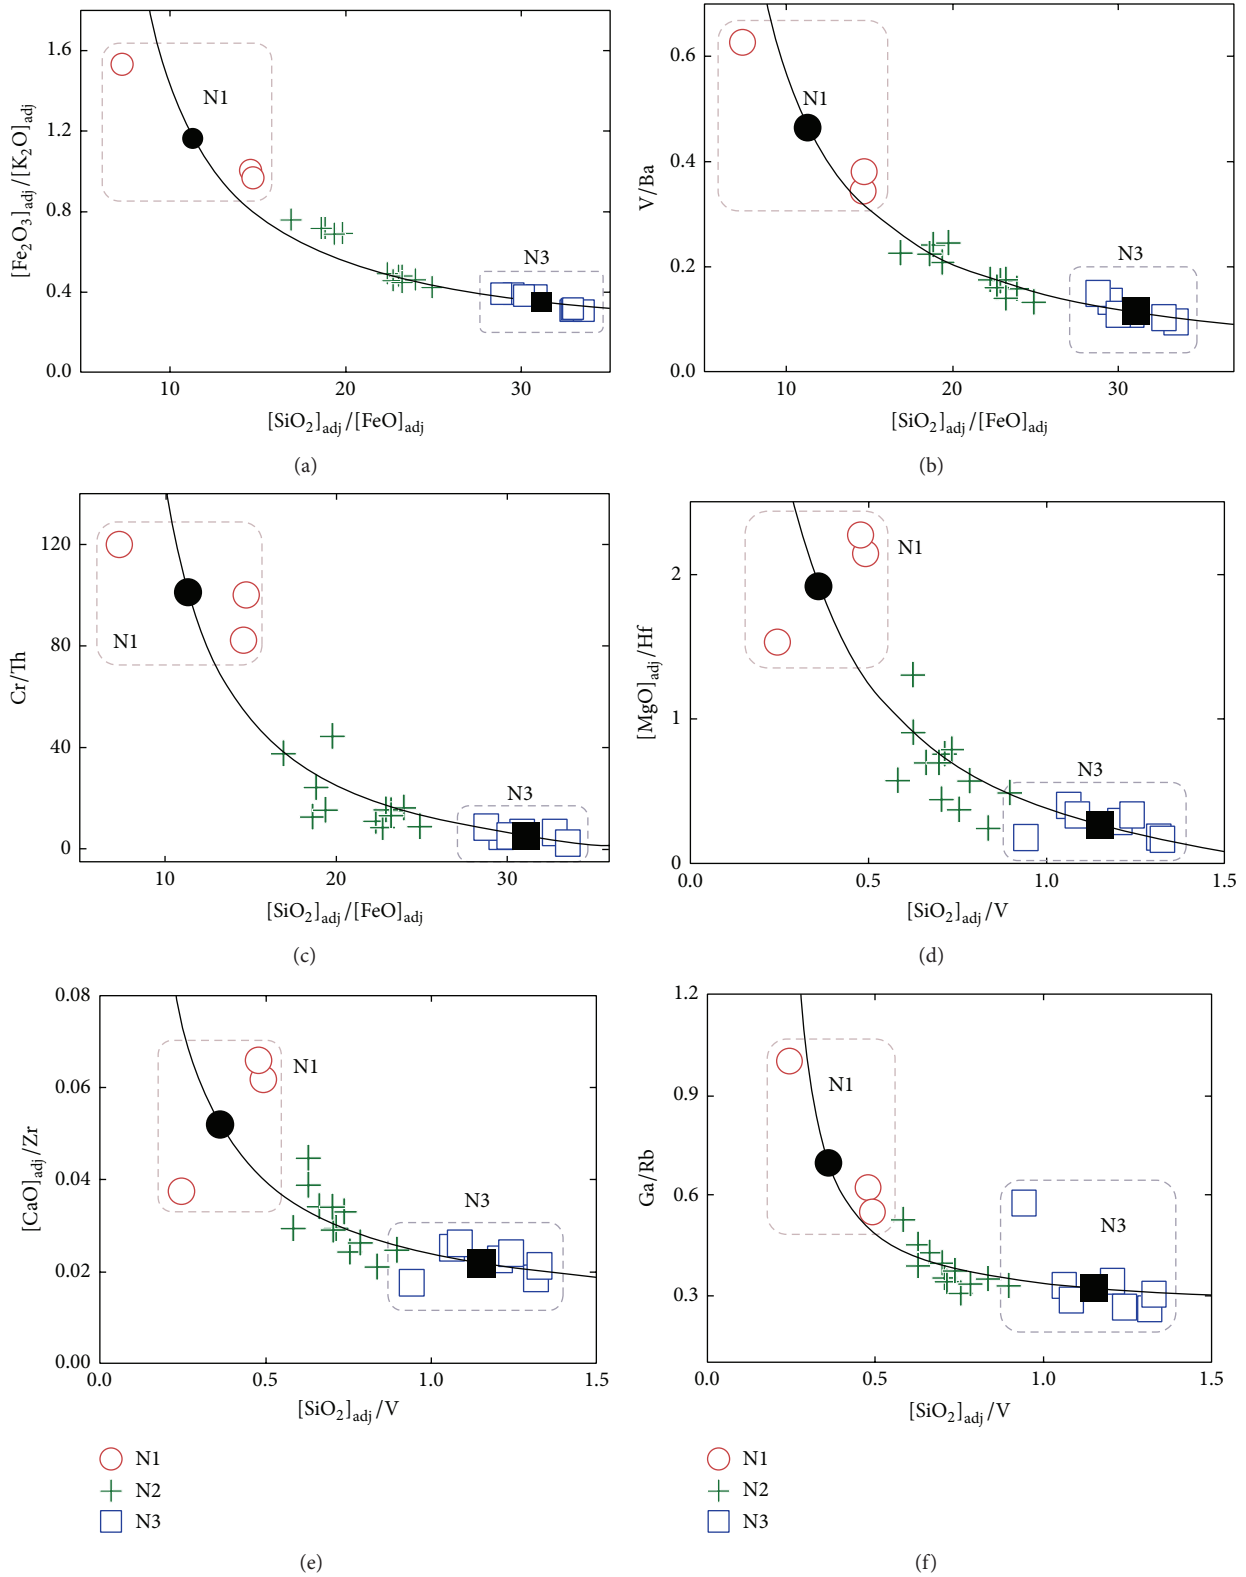 1.6
1.2
0.8
0.4
0.0
[Fe2O3]adj/[K2O]adj
N1
N3
10 20 30
[SiO2]adj/[FeO]adj
(a)
0.6
0.4
0.2
0.0
V/Ba
N1
N3
10 20 30
[SiO2]adj/[FeO]adj
(b)
120
80
40
0
Cr/Th
N1
N3
10 20 30
[SiO2]adj/[FeO]adj
(c)
2
1
0
[MgO]adj/Hf
N1
N3
0.0 0.5 1.0 1.5
[SiO2]adj/V
(d)
0.08
0.06
0.04
0.02
0.00
[CaO]adj/Zr
N1
N3
0.0 0.5 1.0 1.5
[SiO2]adj/V
N1
N2
N3
(e)
1.2
0.9
0.6
0.3
Ga/Rb
N1
N3
0.0 0.5 1.0 1.5
[SiO2]adj/V
N1
N2
N3
(f)